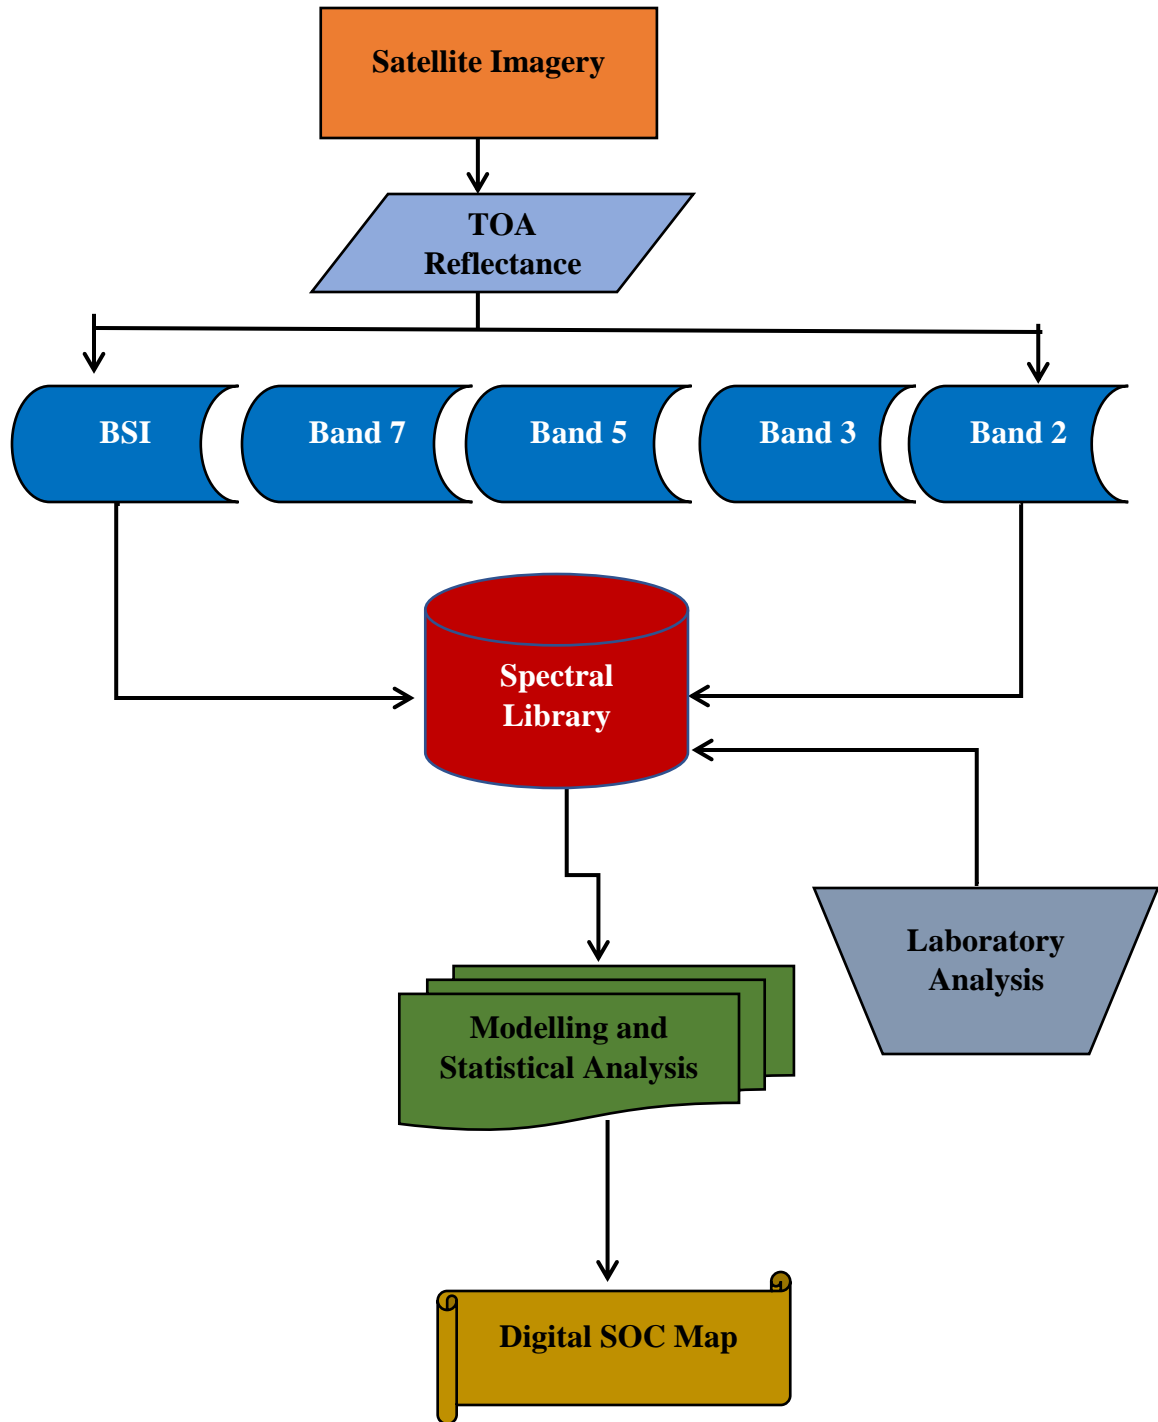 Satellite Imagery
TOA
Reflectance
BSI
Band 7
Band 5
Band 3
Band 2
Spectral
Library
Laboratory
Analysis
Modelling and
Statistical Analysis
Digital SOC Map